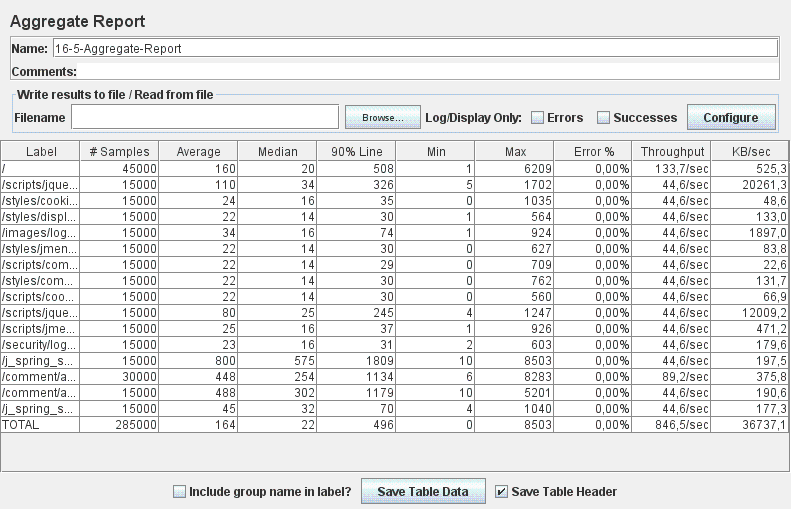 Aggregate Report
Name: 16-5-Aggregate-Report
Comments:
Write results to file / Read from file
Filename Browse... Log/Display Only: Errors Successes Configure
Label # Samples Average Median 90% Line Min Max Error % Throughput KB/sec
/ 45000 160 20 508 1 6209 0,00% 133,7/sec 525,3
/scripts/jque... 15000 110 34 326 5 1702 0,00% 44,6/sec 20261,3
/styles/cooki... 15000 24 16 35 0 1035 0,00% 44,6/sec 48,6
/styles/displ... 15000 22 14 30 1 564 0,00% 44,6/sec 133,0
/images/log... 15000 34 16 74 1 924 0,00% 44,6/sec 1897,0
/styles/jmen... 15000 22 14 30 0 627 0,00% 44,6/sec 83,8
/scripts/com... 15000 22 14 29 0 709 0,00% 44,6/sec 22,6
/styles/com... 15000 22 14 30 0 762 0,00% 44,6/sec 131,7
/scripts/coo... 15000 22 14 30 0 560 0,00% 44,6/sec 66,9
/scripts/jque... 15000 80 25 245 4 1247 0,00% 44,6/sec 12009,2
/scripts/jme... 15000 25 16 37 1 926 0,00% 44,6/sec 471,2
/security/log... 15000 23 16 31 2 603 0,00% 44,6/sec 179,6
/j_spring_s... 15000 800 575 1809 10 8503 0,00% 44,6/sec 197,5
/comment/a... 30000 448 254 1134 6 8283 0,00% 89,2/sec 375,8
/comment/a... 15000 488 302 1179 10 5201 0,00% 44,6/sec 190,6
/j_spring_s... 15000 45 32 70 4 1040 0,00% 44,6/sec 177,3
TOTAL 285000 164 22 496 0 8503 0,00% 846,5/sec 36737,1
Include group name in label? Save Table Data Save Table Header